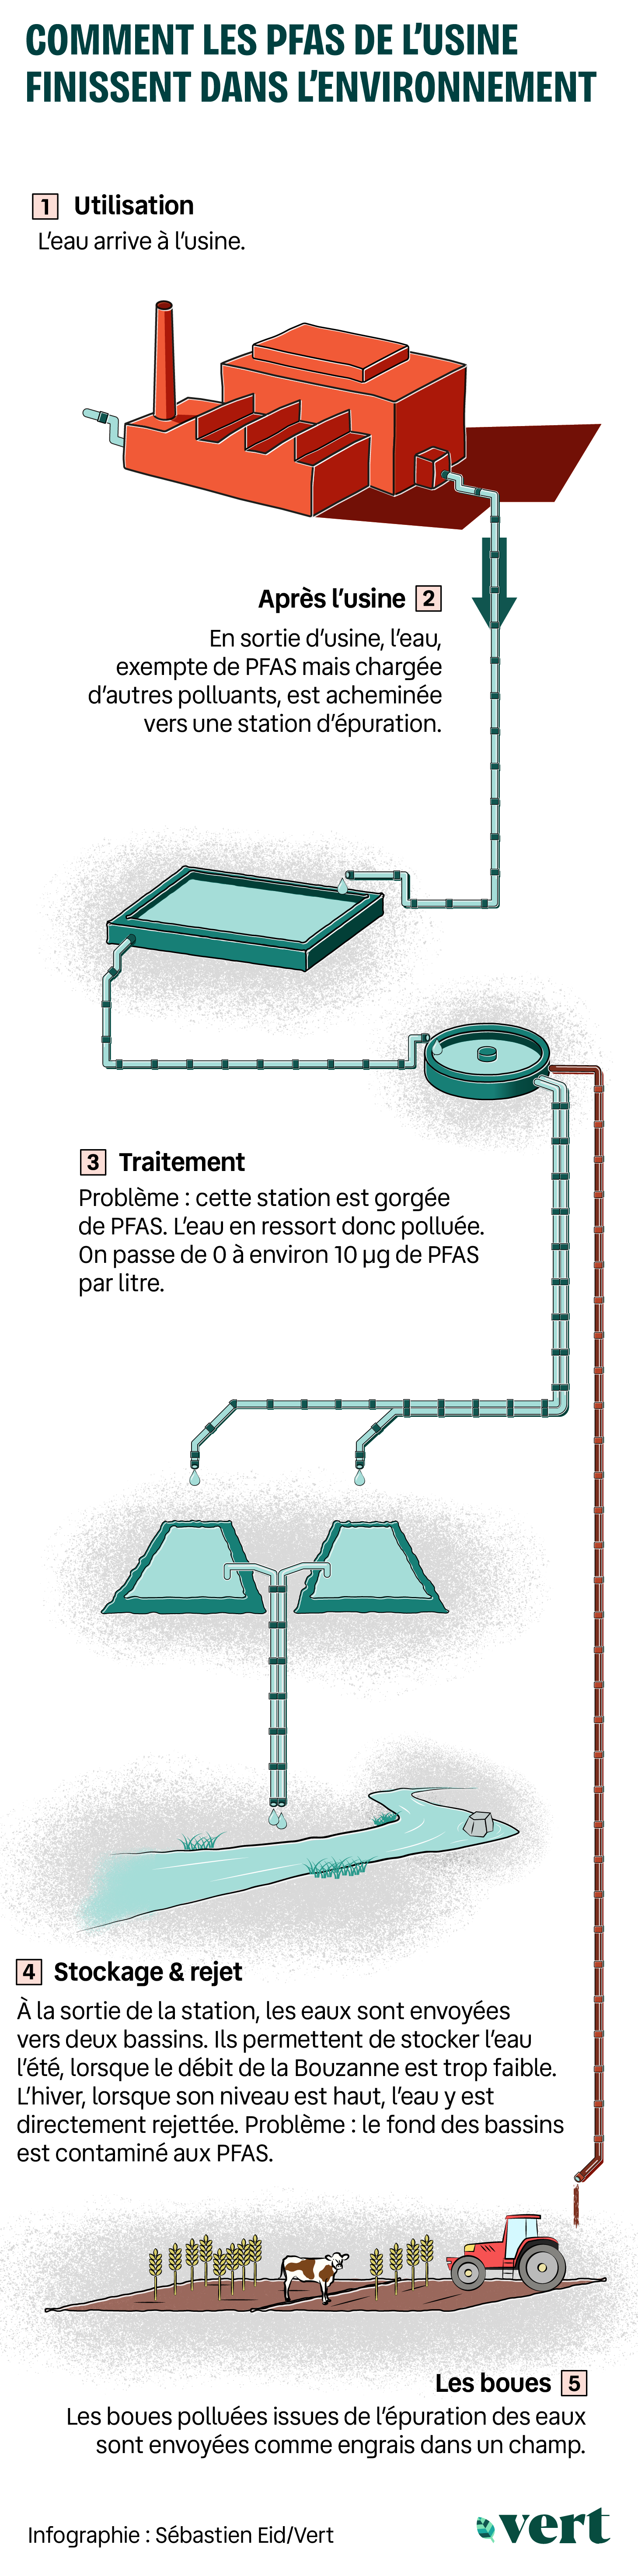 COMMENT LES PFAS DE L'USINE
FINISSENT DANS L'ENVIRONNEMENT
1 Utilisation
L'eau arrive à l'usine.
Après l'usine 2
En sortie d'usine, l'eau,
exempte de PFAS mais chargée
d'autres polluants, est acheminée
vers une station d'épuration.
3 Traitement
Problème : cette station est gorgée
de PFAS. L'eau en ressort donc polluée.
On passe de 0 à environ 10 µg de PFAS
par litre.
4 Stockage & rejet
À la sortie de la station, les eaux sont envoyées
vers deux bassins. Ils permettent de stocker l'eau
l'été, lorsque le débit de la Bouzanne est trop faible.
L'hiver, lorsque son niveau est haut, l'eau y est
directement rejettée. Problème : le fond des bassins
est contaminé aux PFAS.
Les boues 5
Les boues polluées issues de l'épuration des eaux
sont envoyées comme engrais dans un champ.
Infographie : Sébastien Eid/Vert
vert